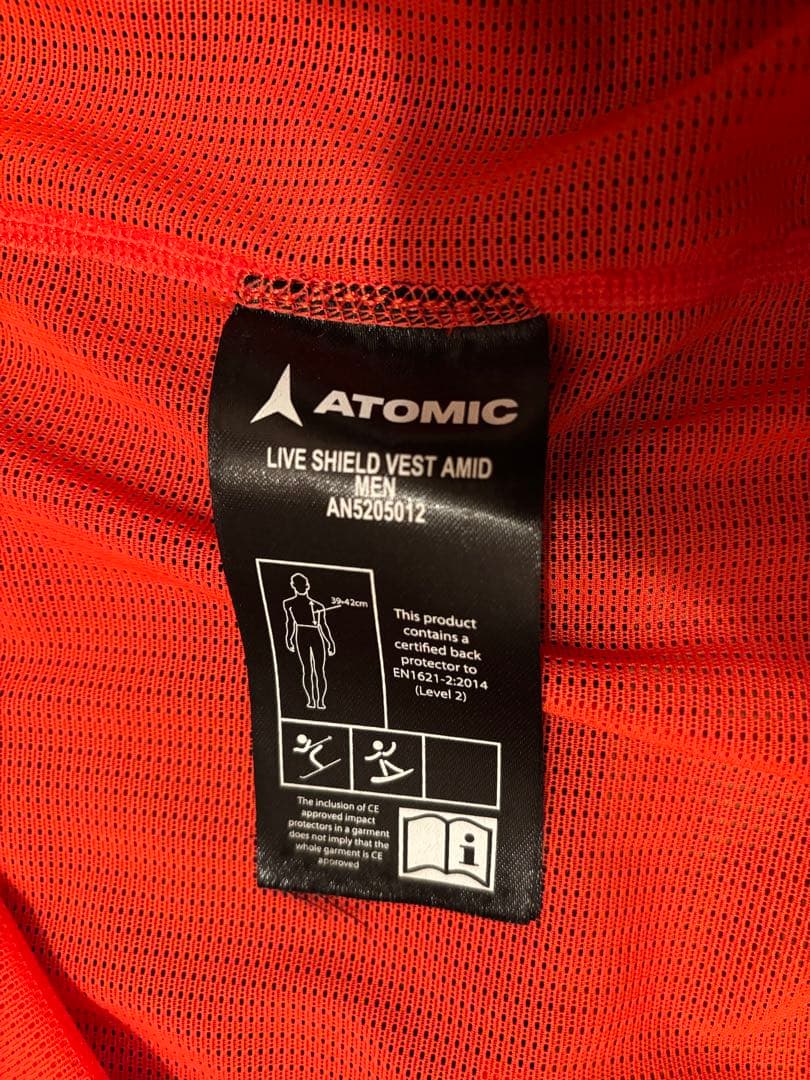 ATOMIC
LIVE SHIELD VEST AMID
MEN
AN5205012
39-42cm
This product
contains a
certified back
protector to
EN1621-2:2014
(Level 2)
The inclusion of CE
approved impact
protectors in a garment
does not imply that the
whole garment is CE
approved
i